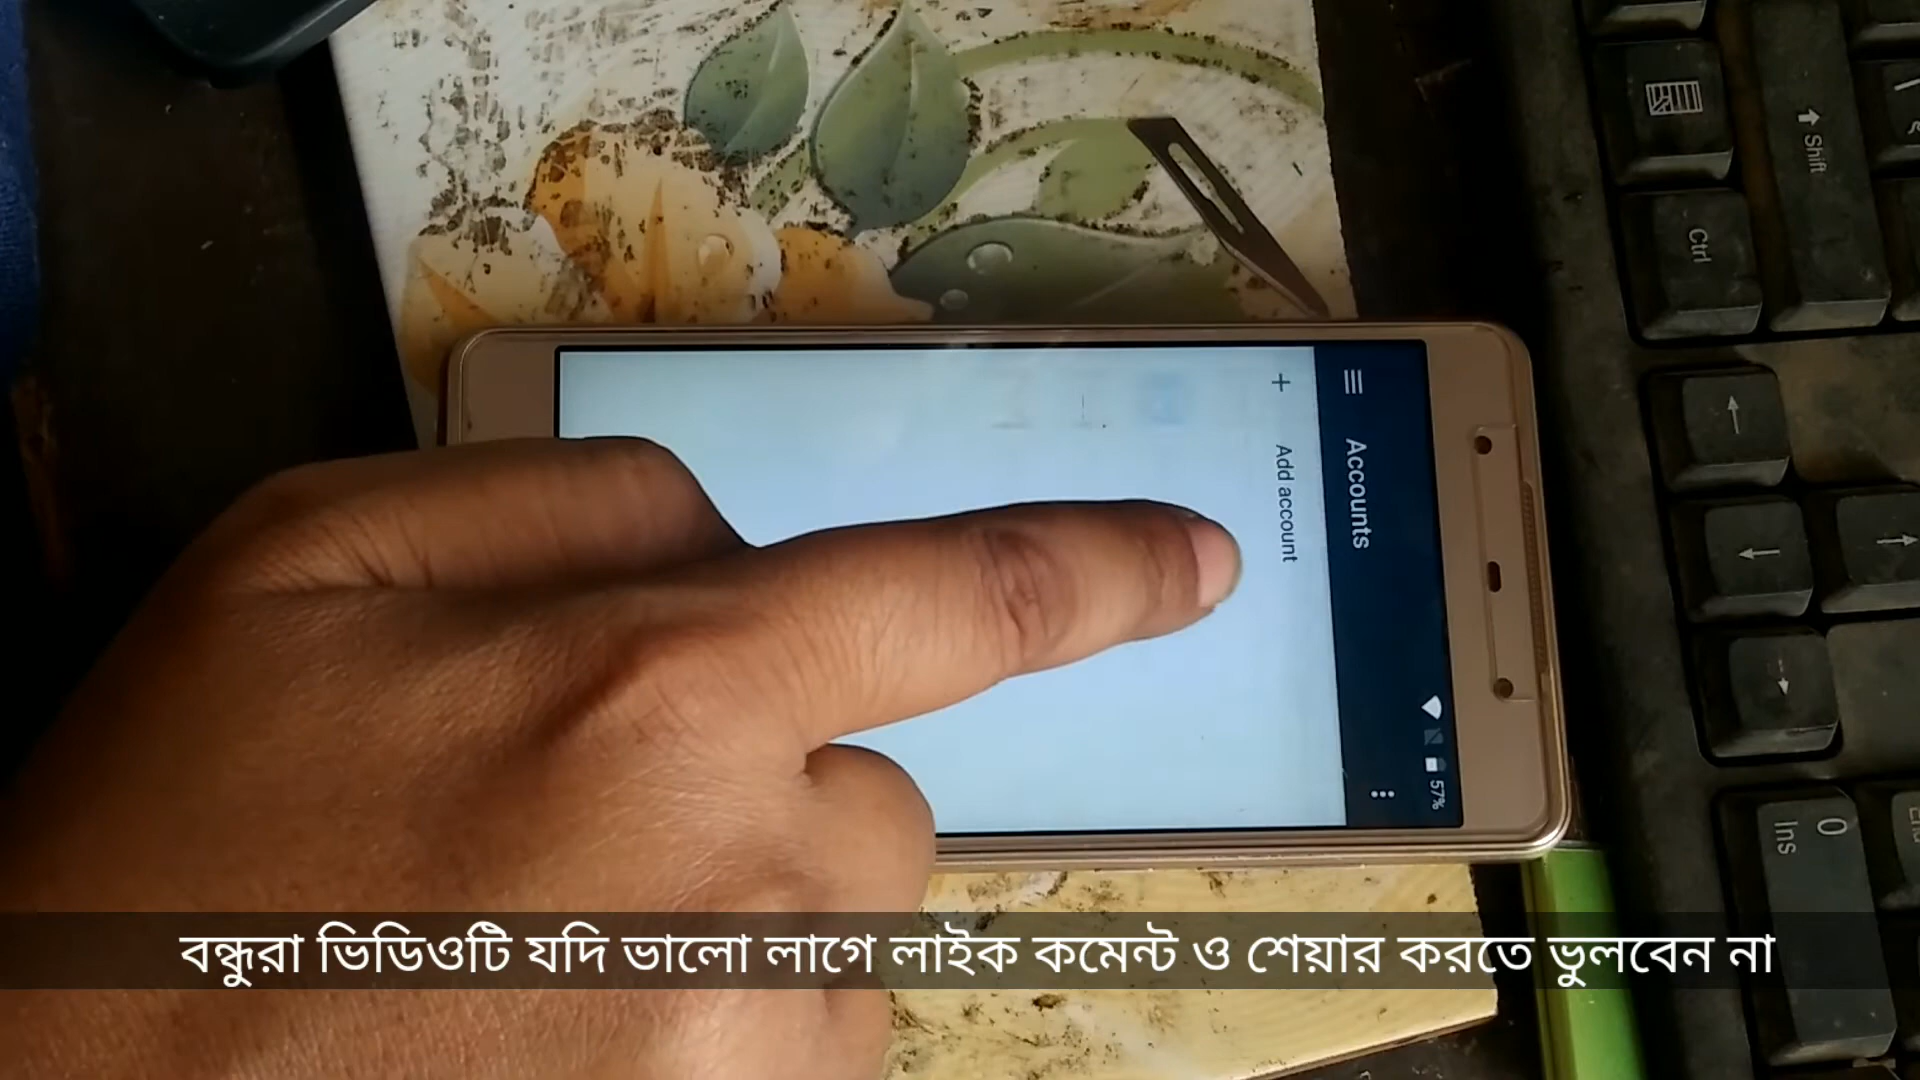 57%
Accounts
+ Add account
Shift
Ctrl
0
Ins
বন্ধুরা ভিডিওটি যদি ভালো লাগে লাইক কমেন্ট ও শেয়ার করতে ভুলবেন না